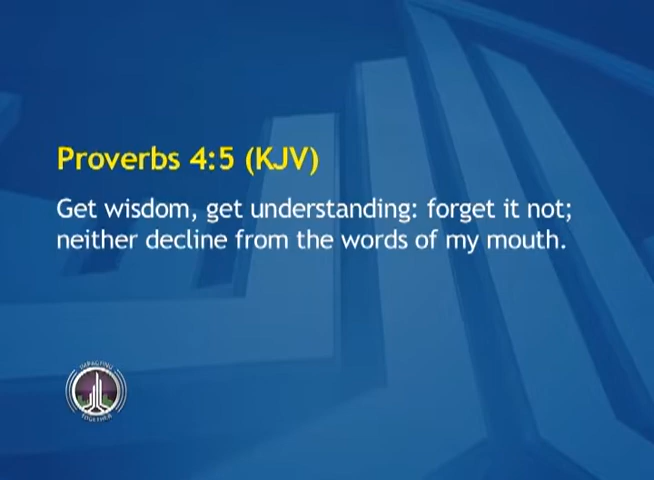 Proverbs 4:5 (KJV)
Get wisdom, get understanding: forget it not;
neither decline from the words of my mouth.